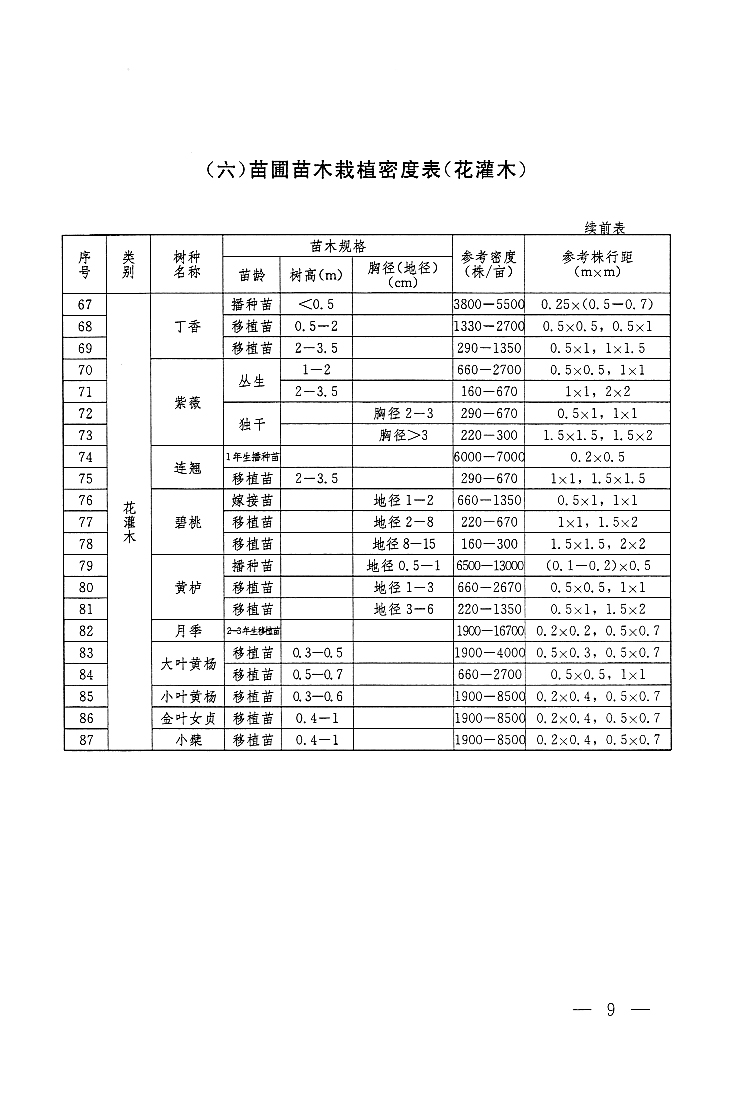 (六)苗圃苗木栽植密度表(花灌木)
续前表
序号 类别 树种名称 苗木规格 参考密度(株/亩) 参考株行距(m×m)
苗龄 树高(m) 胸径(地径)(cm)
67 花灌木 丁香 播种苗 <0.5 3800-5500 0.25×(0.5-0.7)
68 移植苗 0.5-2 1330-2700 0.5×0.5, 0.5×1
69 移植苗 2-3.5 290-1350 0.5×1, 1×1.5
70 紫薇 丛生 1-2 660-2700 0.5×0.5, 1×1
71 2-3.5 160-670 1×1, 2×2
72 独干 胸径2-3 290-670 0.5×1, 1×1
73 胸径>3 220-300 1.5×1.5, 1.5×2
74 连翘 1年生播种苗 6000-7000 0.2×0.5
75 移植苗 2-3.5 290-670 1×1, 1.5×1.5
76 碧桃 嫁接苗 地径1-2 660-1350 0.5×1, 1×1
77 移植苗 地径2-8 220-670 1×1, 1.5×2
78 移植苗 地径8-15 160-300 1.5×1.5, 2×2
79 黄栌 播种苗 地径0.5-1 6500-13000 (0.1-0.2)×0.5
80 移植苗 地径1-3 660-2670 0.5×0.5, 1×1
81 移植苗 地径3-6 220-1350 0.5×1, 1.5×2
82 月季 2-3年生移植苗 1900-16700 0.2×0.2, 0.5×0.7
83 大叶黄杨 移植苗 0.3-0.5 1900-4000 0.5×0.3, 0.5×0.7
84 移植苗 0.5-0.7 660-2700 0.5×0.5, 1×1
85 小叶黄杨 移植苗 0.3-0.6 1900-8500 0.2×0.4, 0.5×0.7
86 金叶女贞 移植苗 0.4-1 1900-8500 0.2×0.4, 0.5×0.7
87 小檗 移植苗 0.4-1 1900-8500 0.2×0.4, 0.5×0.7
— 9 —